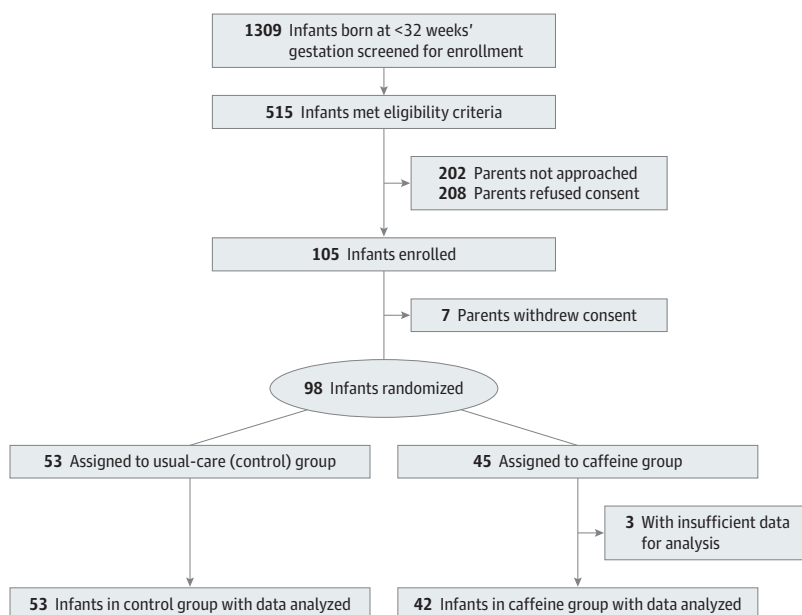 1309 Infants born at <32 weeks'
gestation screened for enrollment
515 Infants met eligibility criteria
202 Parents not approached
208 Parents refused consent
105 Infants enrolled
7 Parents withdrew consent
98 Infants randomized
53 Assigned to usual-care (control) group
45 Assigned to caffeine group
3 With insufficient data
for analysis
53 Infants in control group with data analyzed
42 Infants in caffeine group with data analyzed